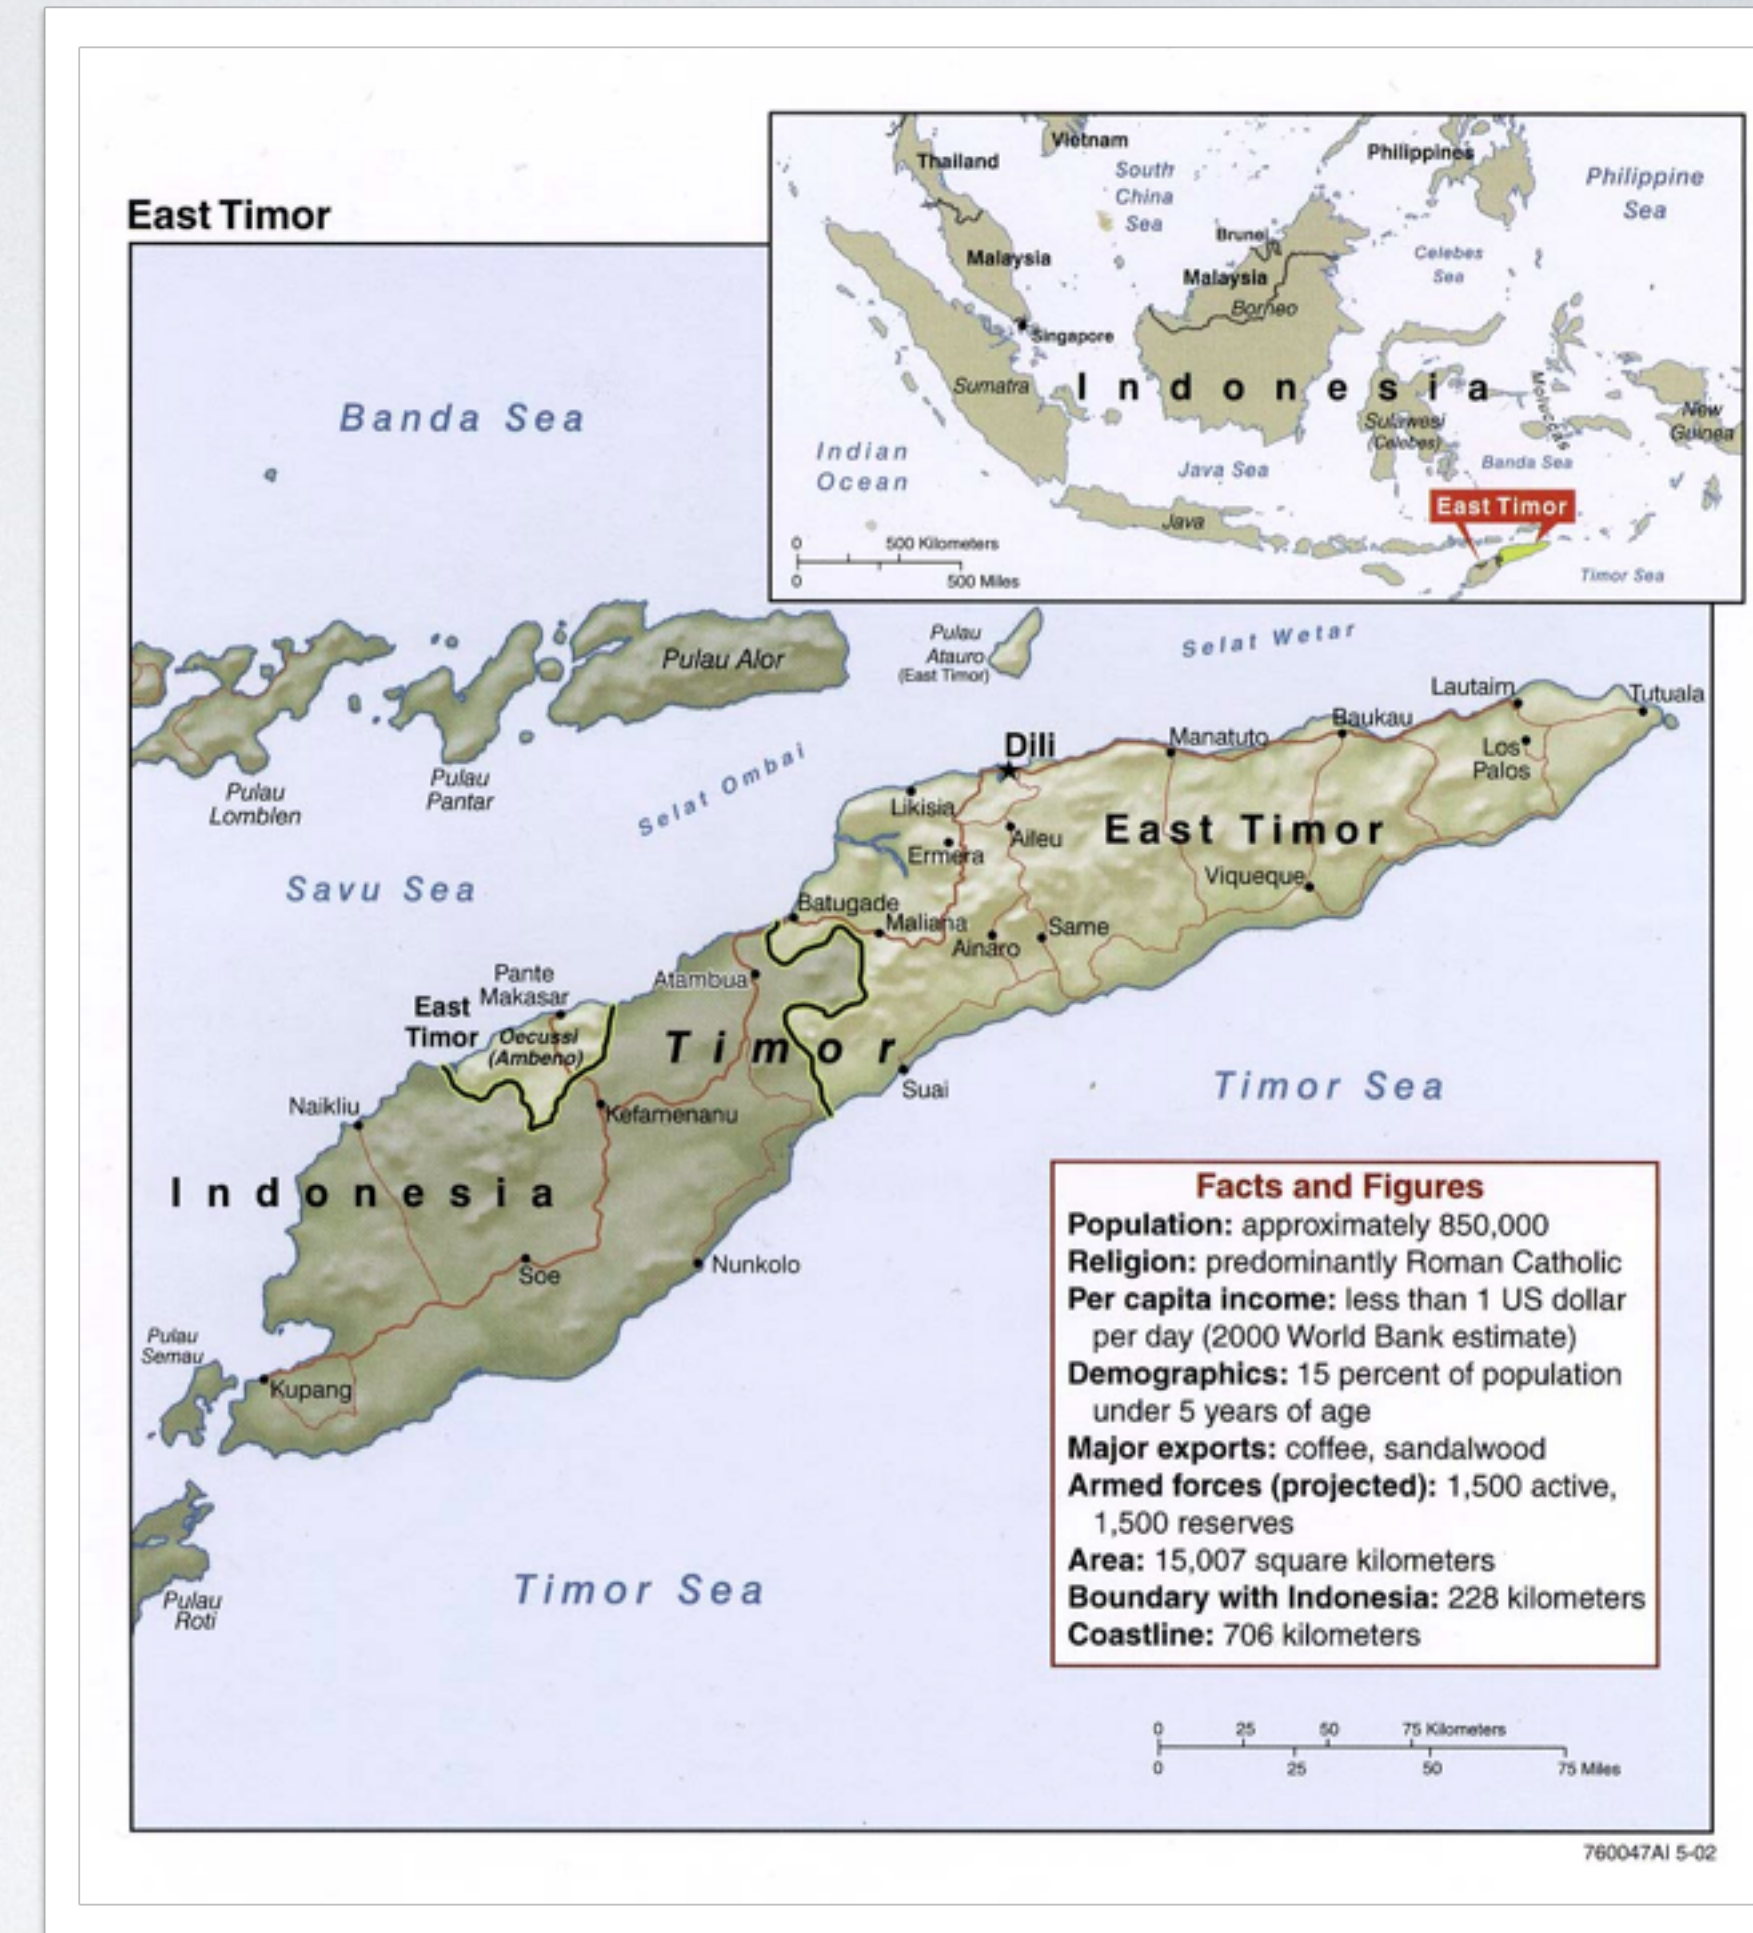 East Timor
Thailand
Vietnam
South
China
Sea
Philippines
Philippine
Sea
Brunei
Celebes
Sea
Malaysia
Malaysia
Borneo
Singapore
Sumatra
Indonesia
Sulawesi
(Celebes)
Moluccas
New
Guinea
Indian
Ocean
Java Sea
Banda Sea
East Timor
Java
0 500 Kilometers
0 500 Miles
Timor Sea
Banda Sea
Pulau Alor
Pulau
Atauro
(East Timor)
Selat Wetar
Lautaim
Tutuala
Baukau
Manatuto
Dili
Los
Palos
Pulau
Lomblen
Pulau
Pantar
Selat Ombai
Likisia
Aileu
East Timor
Ermera
Viqueque
Savu Sea
Batugade
Maliana
Same
Ainaro
Atambua
Pante
Makasar
East
Timor
Oecussi
(Ambeno)
Timor
Suai
Timor Sea
Naikliu
Kefamenanu
Indonesia
Soe
Nunkolo
Pulau
Semau
Kupang
Pulau
Roti
Timor Sea
Facts and Figures
Population: approximately 850,000
Religion: predominantly Roman Catholic
Per capita income: less than 1 US dollar
per day (2000 World Bank estimate)
Demographics: 15 percent of population
under 5 years of age
Major exports: coffee, sandalwood
Armed forces (projected): 1,500 active,
1,500 reserves
Area: 15,007 square kilometers
Boundary with Indonesia: 228 kilometers
Coastline: 706 kilometers
0 25 50 75 Kilometers
0 25 50 75 Miles
760047AI 5-02